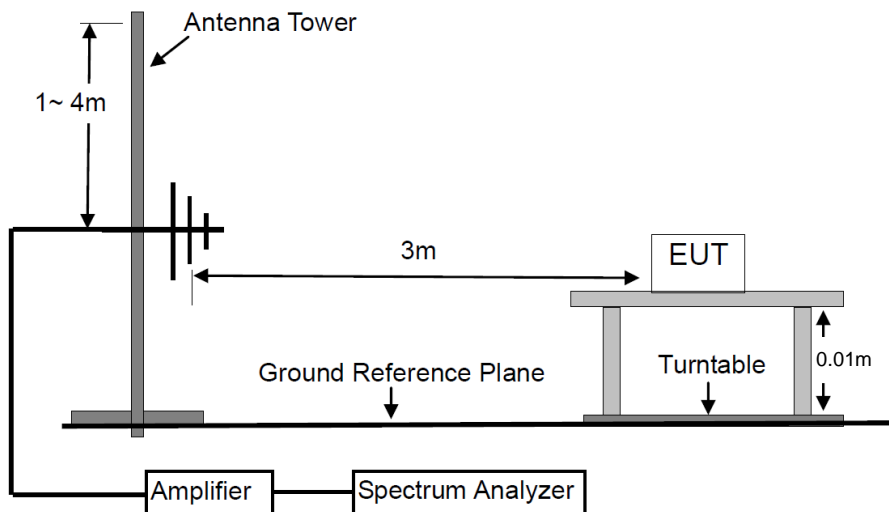 Antenna Tower
1~ 4m
3m
EUT
0.01m
Turntable
Ground Reference Plane
Amplifier
Spectrum Analyzer